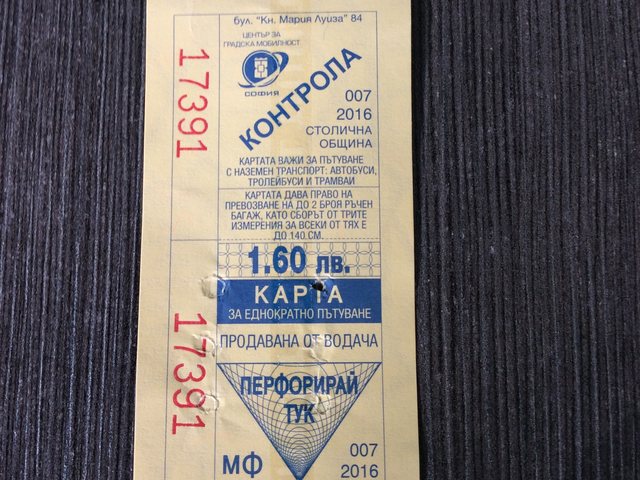 бул. "Кн. Мария Луиза" 84
ЦЕНТЪР ЗА
ГРАДСКА МОБИЛНОСТ
СОФИЯ
КОНТРОЛА
17391
007
2016
СТОЛИЧНА
ОБЩИНА
КАРТАТА ВАЖИ ЗА ПЪТУВАНЕ
С НАЗЕМЕН ТРАНСПОРТ: АВТОБУСИ,
ТРОЛЕЙБУСИ И ТРАМВАИ
КАРТАТА ДАВА ПРАВО НА
ПРЕВОЗВАНЕ НА ДО 2 БРОЯ РЪЧЕН
БАГАЖ, КАТО СБОРЪТ ОТ ТРИТЕ
ИЗМЕРЕНИЯ ЗА ВСЕКИ ОТ ТЯХ Е
ДО 140 СМ.
1.60 лв.
КАРТА
ЗА ЕДНОКРАТНО ПЪТУВАНЕ
17391
ПРОДАВАНА ОТ ВОДАЧА
ПЕРФОРИРАЙ
ТУК
МФ
007
2016